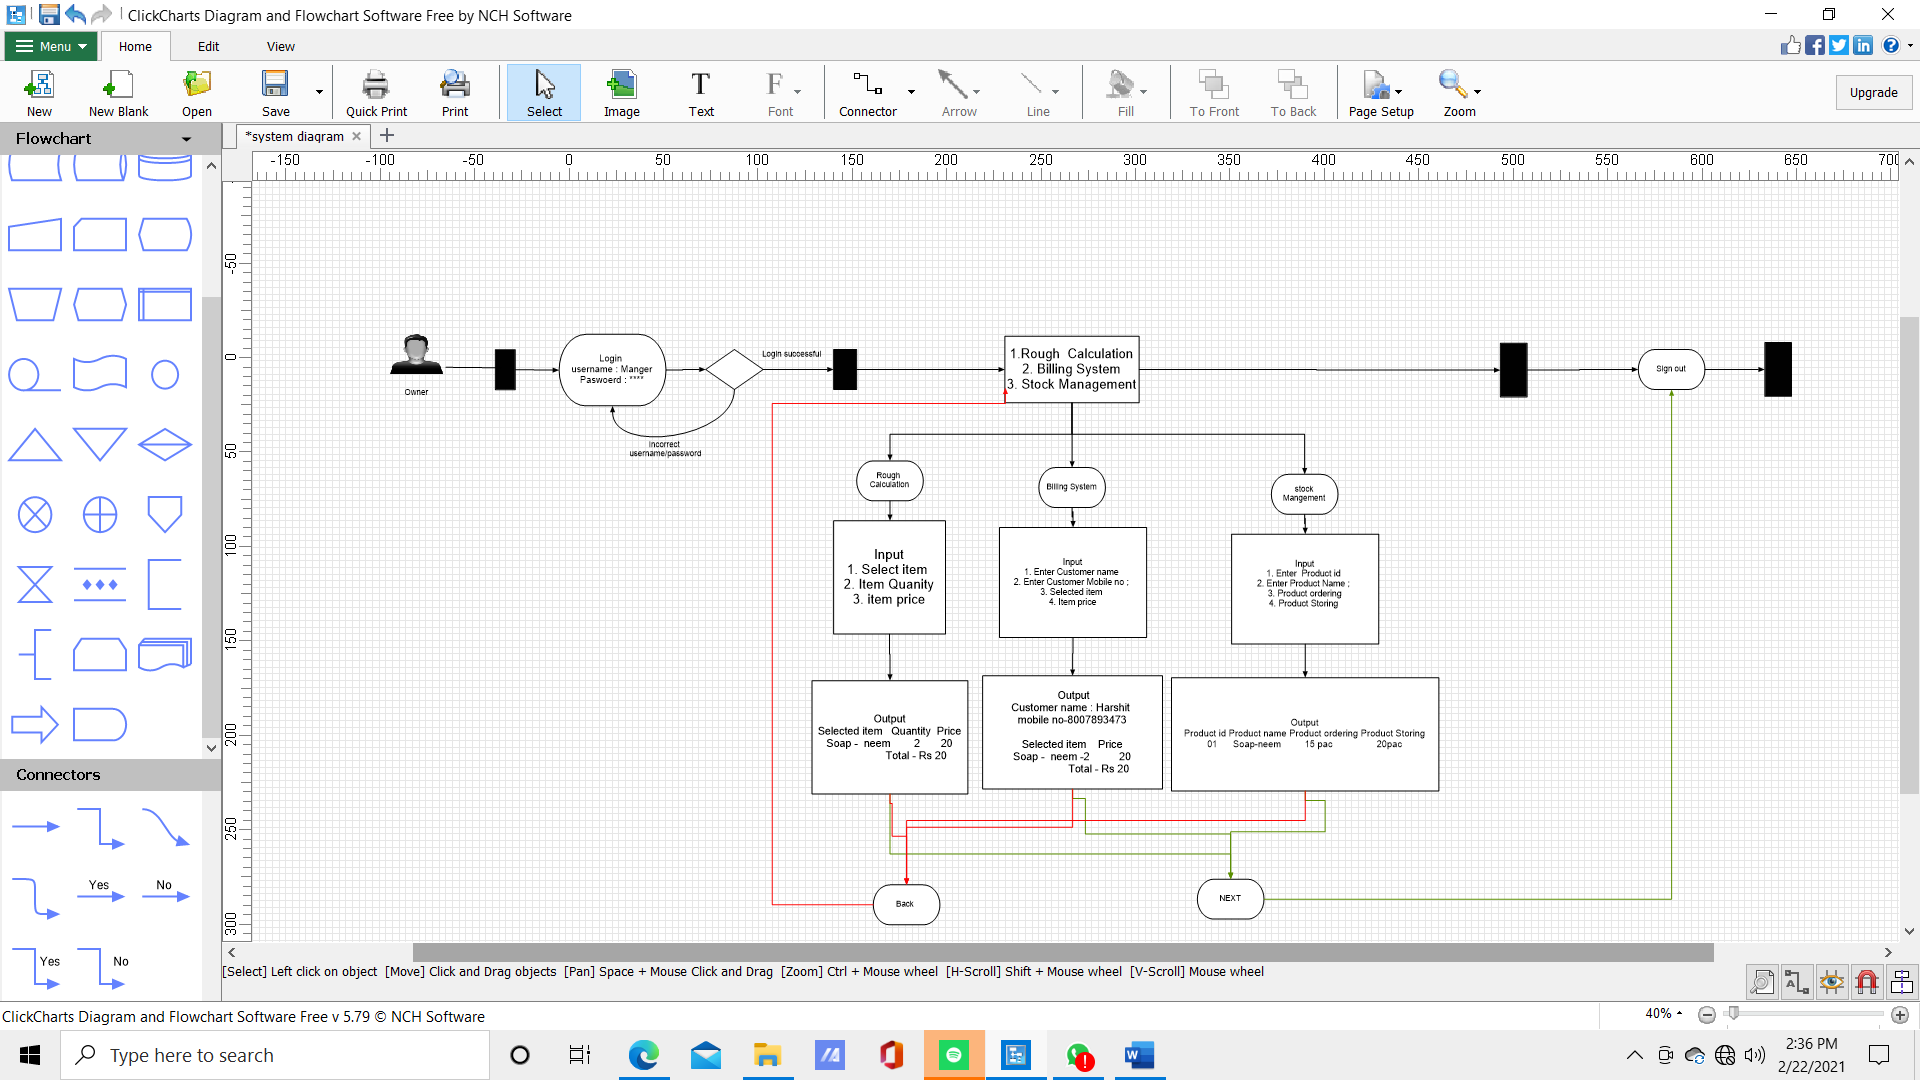 ClickCharts Diagram and Flowchart Software Free by NCH Software
Menu
Home
Edit
View
New
New Blank
Open
Save
Quick Print
Print
Select
Image
Text
Font
Connector
Arrow
Line
Fill
To Front
To Back
Page Setup
Zoom
Upgrade
Flowchart
*system diagram
-150 -100 -50 0 50 100 150 200 250 300 350 400 450 500 550 600 650 700
-50
0
50
100
150
200
250
300
Owner
Login
username : Manger
Paswoerd : ****
Login successful
Incorrect
username/password
1.Rough Calculation
2. Billing System
3. Stock Management
Sign out
Rough
Calculation
Billing System
stock
Mangement
Input
1. Select item
2. Item Quanity
3. item price
Input
1. Enter Customer name
2. Enter Customer Mobile no ;
3. Selected item
4. Item price
Input
1. Enter Product id
2. Enter Product Name ;
3. Product ordering
4. Product Storing
Output
Selected item Quantity Price
Soap - neem 2 20
Total - Rs 20
Output
Customer name : Harshit
mobile no-8007893473
Selected item Price
Soap - neem -2 20
Total - Rs 20
Output
Product id Product name Product ordering Product Storing
01 Soap-neem 15 pac 20pac
Back
NEXT
Connectors
Yes
No
Yes
No
[Select] Left click on object [Move] Click and Drag objects [Pan] Space + Mouse Click and Drag [Zoom] Ctrl + Mouse wheel [H-Scroll] Shift + Mouse wheel [V-Scroll] Mouse wheel
ClickCharts Diagram and Flowchart Software Free v 5.79 © NCH Software
40%
Type here to search
2:36 PM
2/22/2021